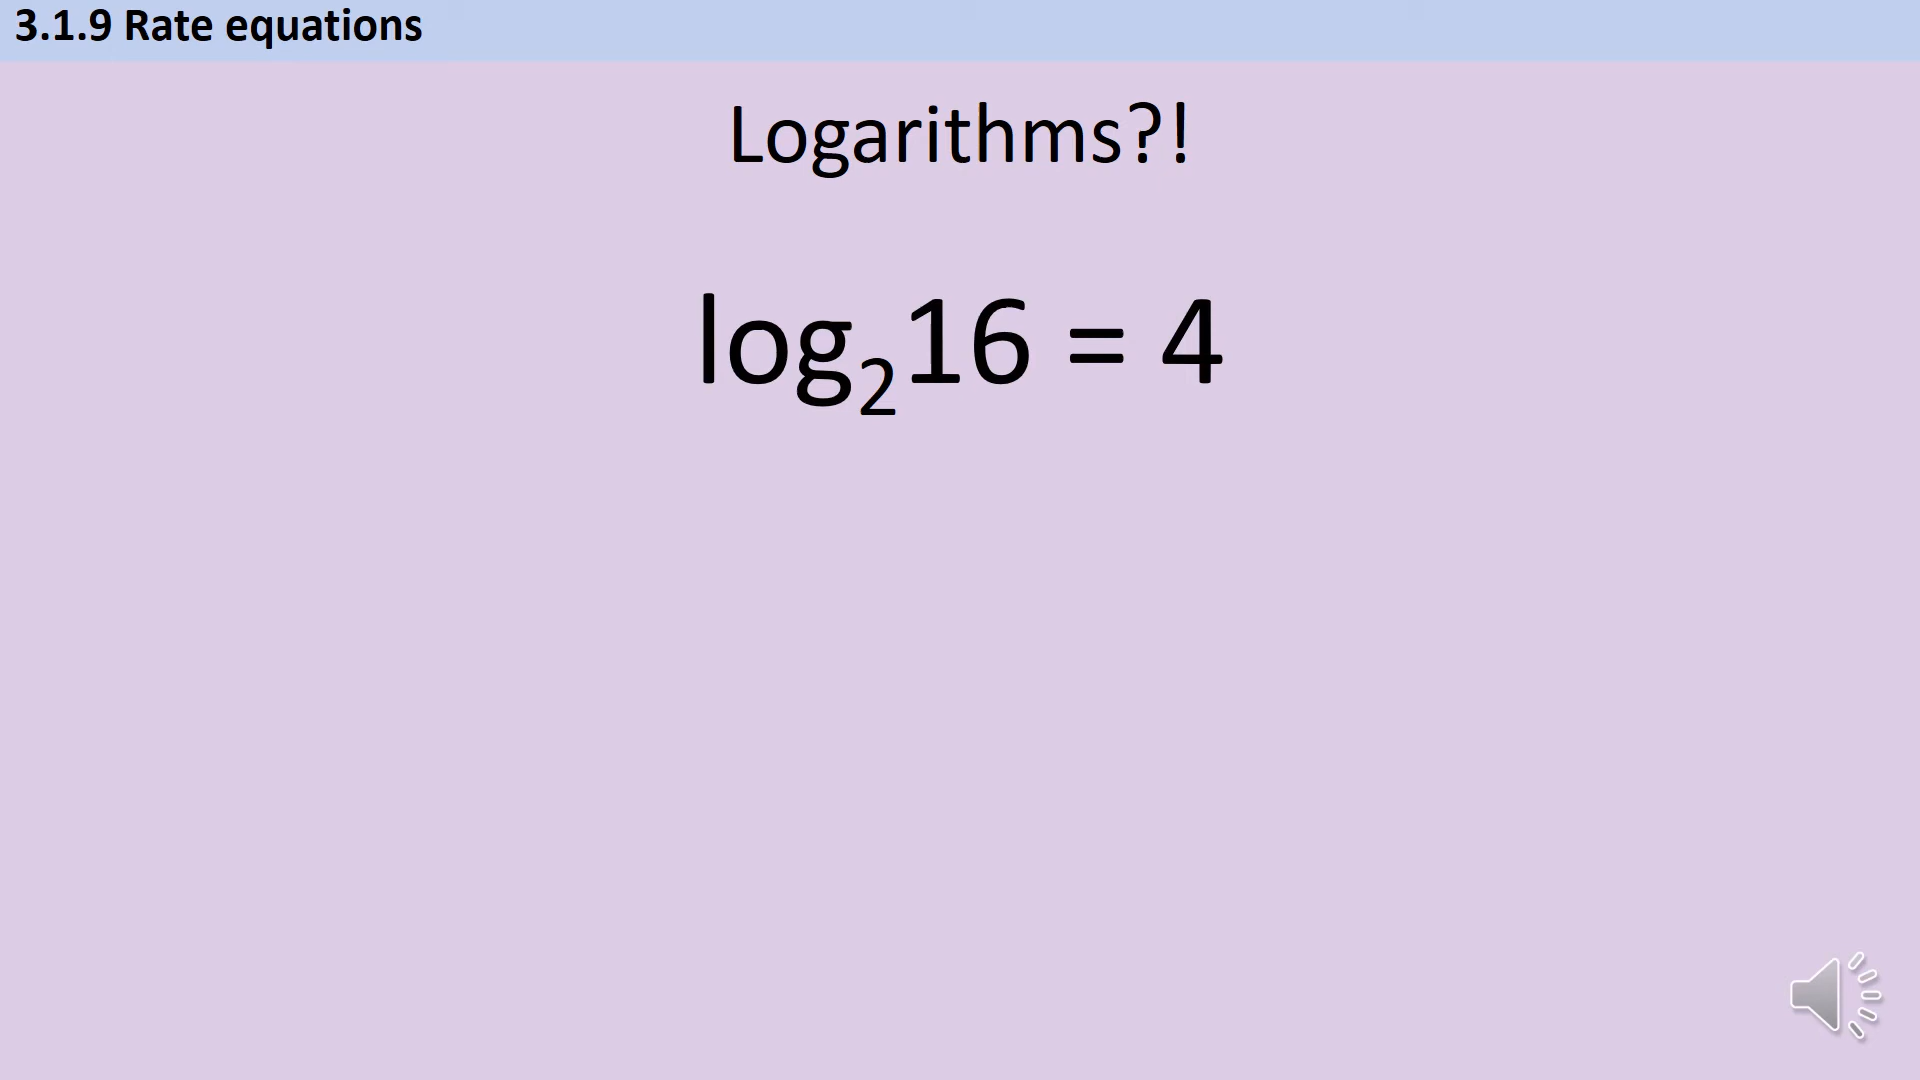 3.1.9 Rate equations
Logarithms?!
log₂16 = 4